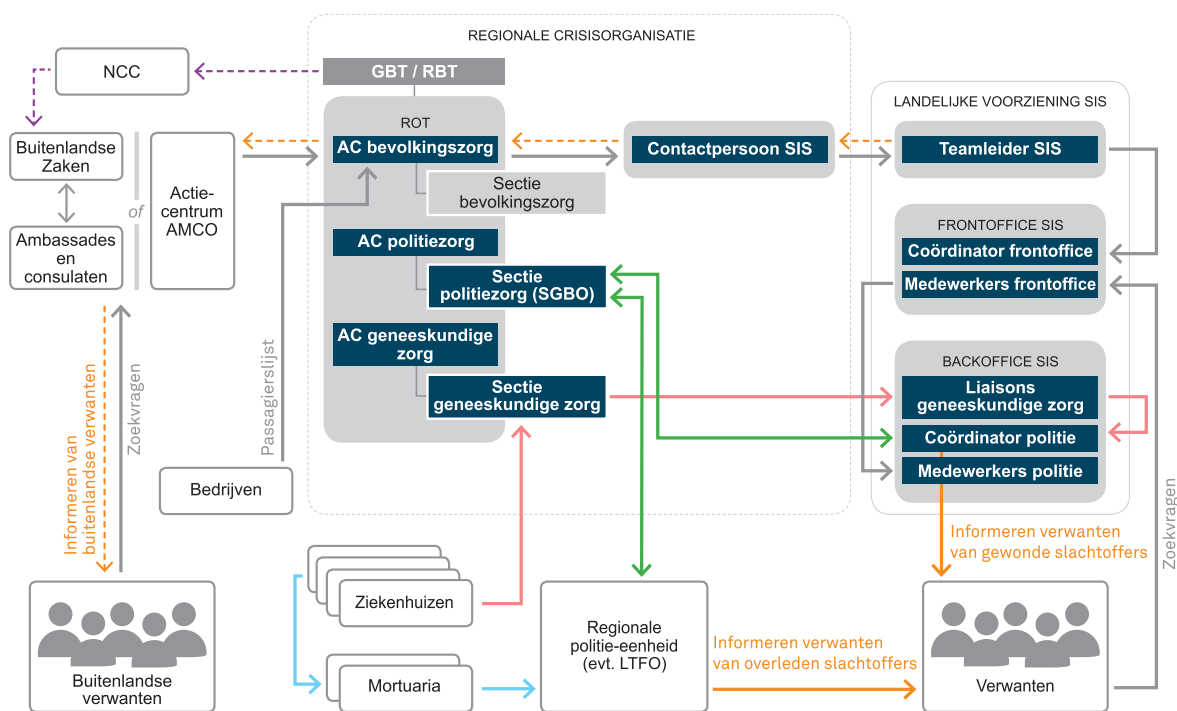 REGIONALE CRISISORGANISATIE
NCC
GBT / RBT
LANDELIJKE VOORZIENING SIS
ROT
AC bevolkingszorg
Contactpersoon SIS
Teamleider SIS
Buitenlandse
Zaken
of
Actie-
centrum
AMCO
Sectie
bevolkingszorg
Ambassades
en
consulaten
FRONTOFFICE SIS
Coördinator frontoffice
Medewerkers frontoffice
AC politiezorg
Sectie
politiezorg (SGBO)
AC geneeskundige
zorg
Sectie
geneeskundige zorg
BACKOFFICE SIS
Liaisons
geneeskundige zorg
Coördinator politie
Medewerkers politie
Informeren van
buitenlandse verwanten
Zoekvragen
Passagierslijst
Bedrijven
Zoekvragen
Informeren verwanten
van gewonde slachtoffers
Ziekenhuizen
Regionale
politie-eenheid
(evt. LTFO)
Informeren verwanten
van overleden slachtoffers
Buitenlandse
verwanten
Mortuaria
Verwanten